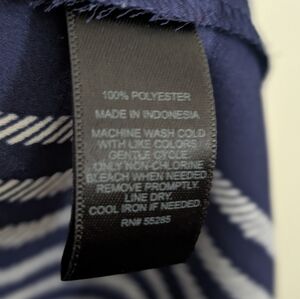 100% POLYESTER
MADE IN INDONESIA
MACHINE WASH COLD
WITH LIKE COLORS
GENTLE CYCLE.
ONLY NON-CHLORINE
BLEACH WHEN NEEDED.
REMOVE PROMPTLY.
LINE DRY.
COOL IRON IF NEEDED.
RN# 55285